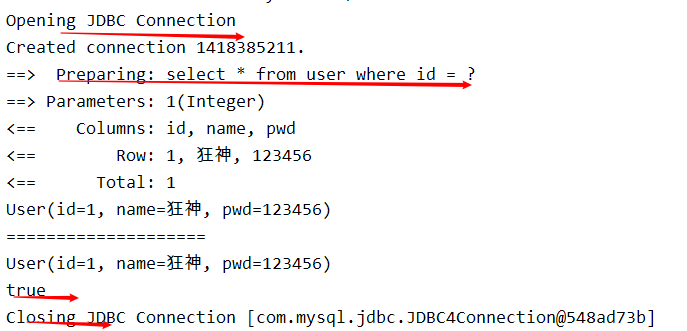 Opening JDBC Connection
Created connection 1418385211.
==>  Preparing: select * from user where id = ?
==> Parameters: 1(Integer)
<==    Columns: id, name, pwd
<==        Row: 1, 狂神, 123456
<==      Total: 1
User(id=1, name=狂神, pwd=123456)
=====================
User(id=1, name=狂神, pwd=123456)
true
Closing JDBC Connection [com.mysql.jdbc.JDBC4Connection@548ad73b]